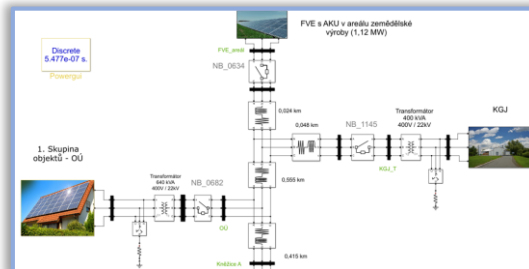 FVE s AKU v areálu zemědělské
výroby (1,12 MW)
Discrete
5.477e-07 s.
Powergui
FVE_areál
NB_0634
0,524 km
0,048 km
NB_1145
Transformátor
400 kVA
400V / 22kV
KGJ
KGJ_T
1. Skupina
objektů - OÚ
Transformátor
640 kVA
400V / 22kV
NB_0682
0,555 km
OÚ
0,415 km
Kněžice A